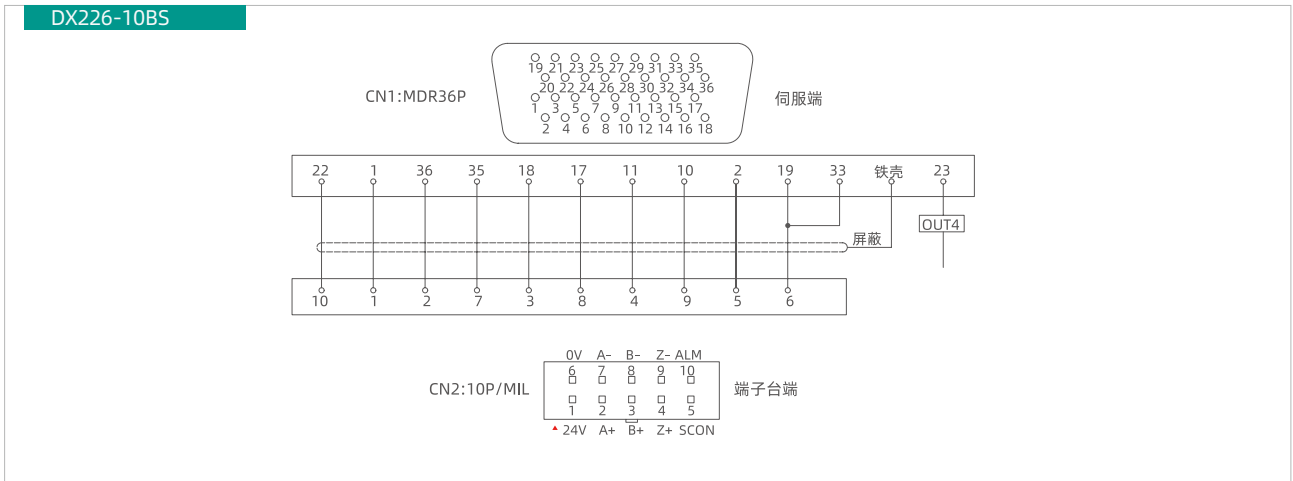 DX226-10BS
CN1:MDR36P
19 21 23 25 27 29 31 33 35
20 22 24 26 28 30 32 34 36
1 3 5 7 9 11 13 15 17
2 4 6 8 10 12 14 16 18
伺服端
22 1 36 35 18 17 11 10 2 19 33 铁壳 23
OUT4
屏蔽
10 1 2 7 3 8 4 9 5 6
0V A- B- Z- ALM
6 7 8 9 10
CN2:10P/MIL
端子台端
1 2 3 4 5
24V A+ B+ Z+ SCON